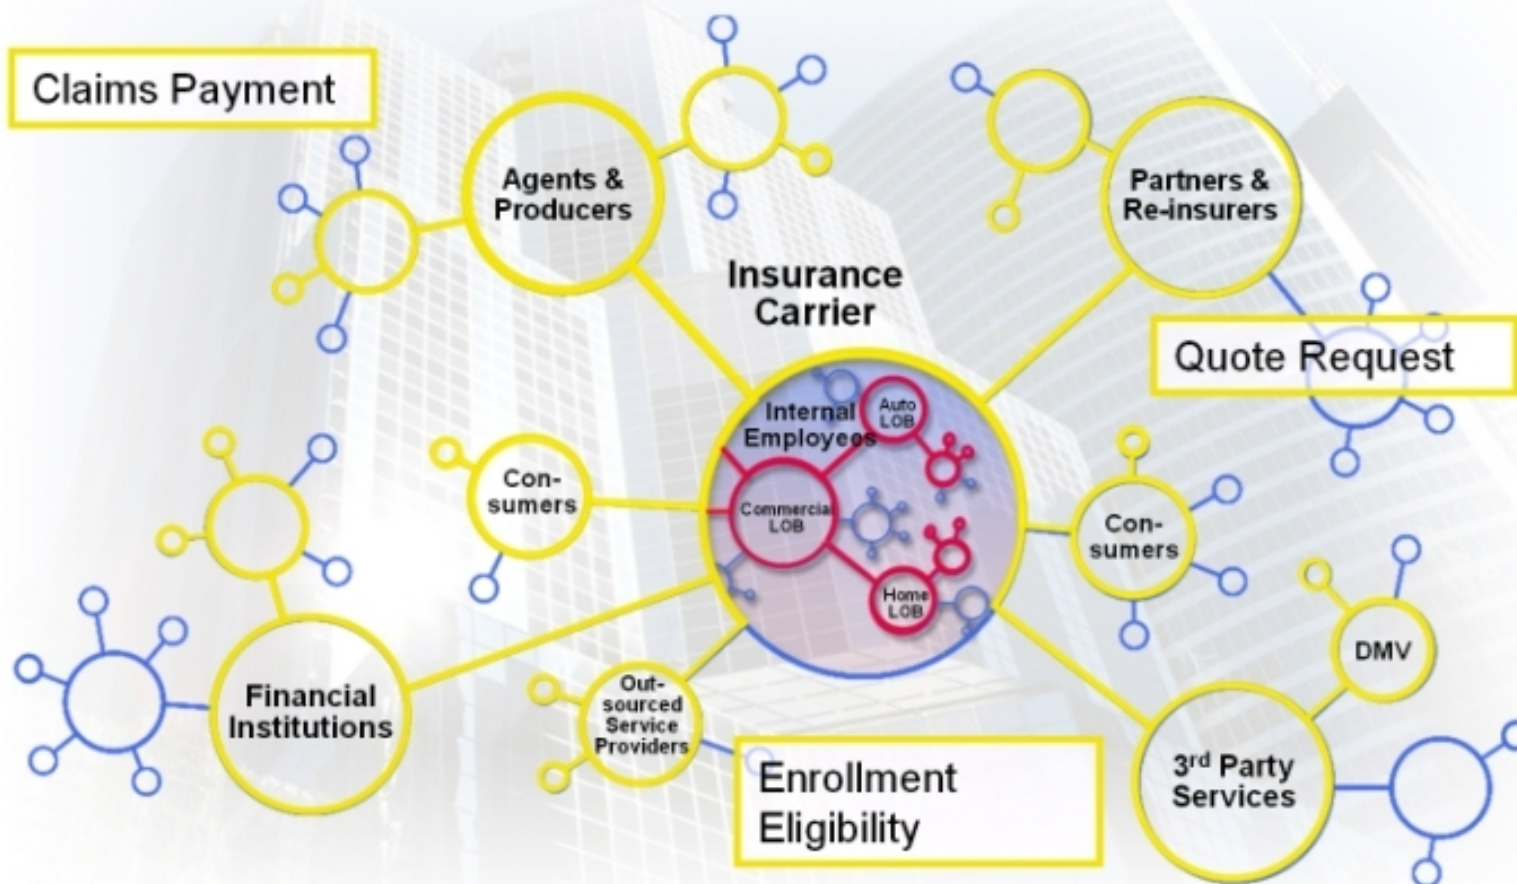 Claims Payment
Agents &
Producers
Partners &
Re-insurers
Insurance
Carrier
Quote Request
Internal
Employees
Auto
LOB
Con-
sumers
Commercial
LOB
Con-
sumers
Home
LOB
DMV
Financial
Institutions
Out-
sourced
Service
Providers
3rd Party
Services
Enrollment
Eligibility